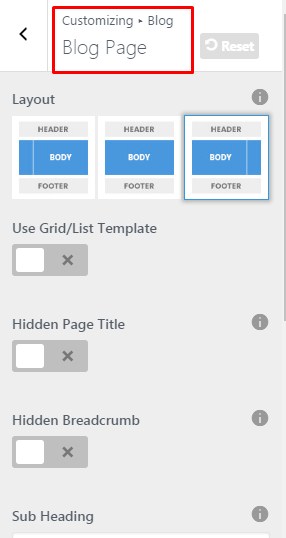 Customizing ▸ Blog
Blog Page
Reset
Layout
HEADER HEADER HEADER
BODY BODY BODY
FOOTER FOOTER FOOTER
Use Grid/List Template
Hidden Page Title
Hidden Breadcrumb
Sub Heading